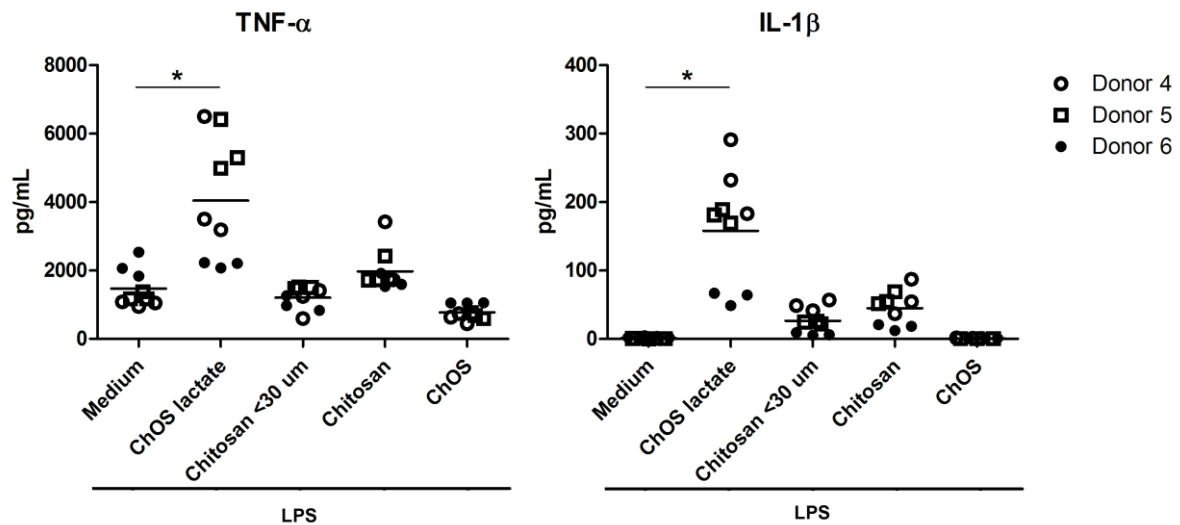 TNF-α
pg/mL
8000
6000
4000
2000
0
*
Medium
ChOS lactate
Chitosan <30 um
Chitosan
ChOS
LPS
IL-1β
pg/mL
400
300
200
100
0
*
Medium
ChOS lactate
Chitosan <30 um
Chitosan
ChOS
LPS
Donor 4
Donor 5
Donor 6